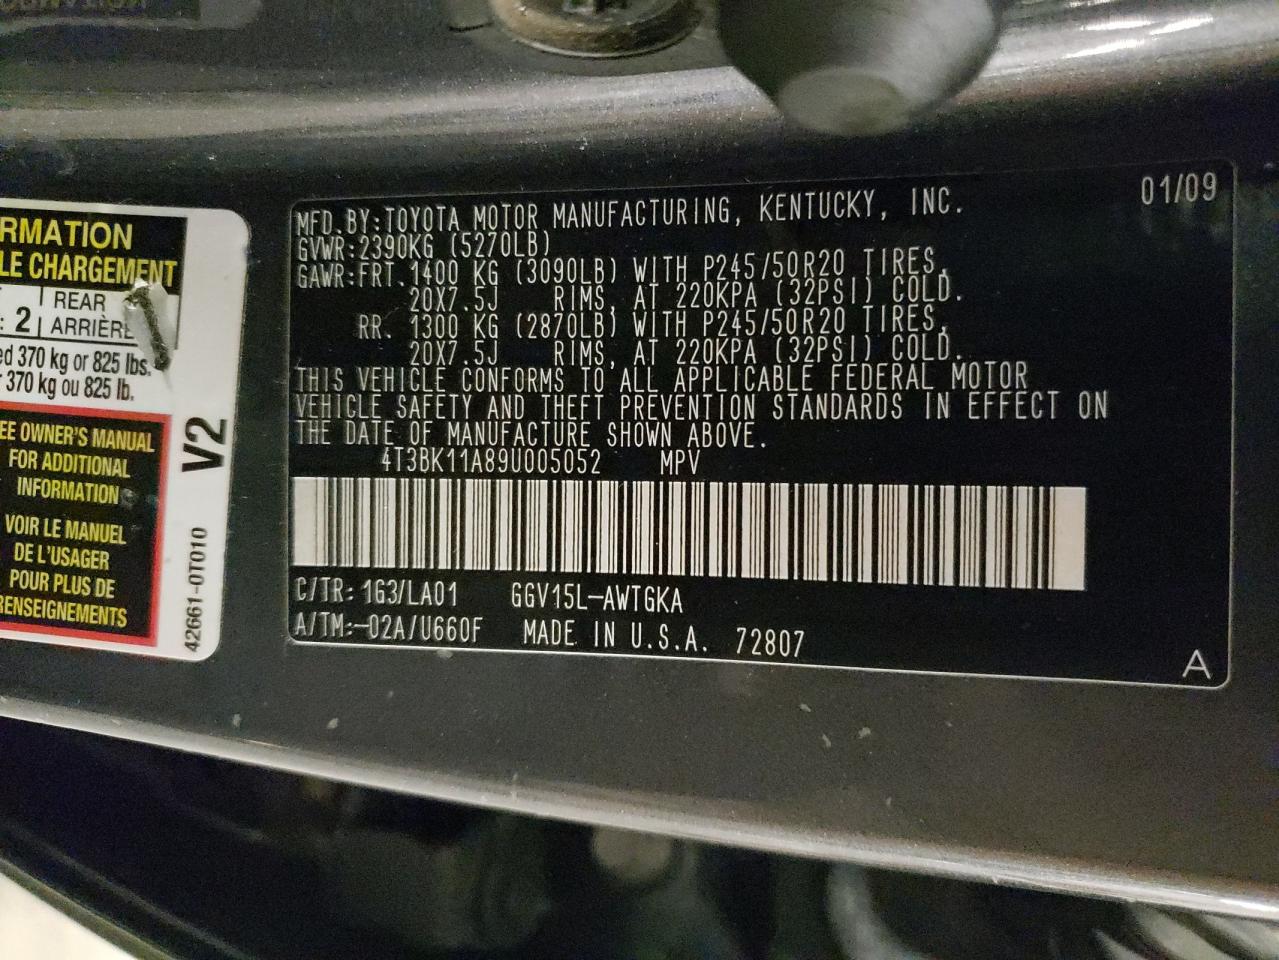 RMATION
LE CHARGEMENT
: 2 | REAR
ARRIÈRE
ed 370 kg or 825 lbs.
370 kg ou 825 lb.
EE OWNER'S MANUAL
FOR ADDITIONAL
INFORMATION
VOIR LE MANUEL
DE L'USAGER
POUR PLUS DE
RENSEIGNEMENTS
V2
42661-0T010
01/09
MFD.BY:TOYOTA MOTOR MANUFACTURING, KENTUCKY, INC.
GVWR:2390KG (5270LB)
GAWR:FRT. 1400 KG (3090LB) WITH P245/50R20 TIRES,
20X7.5J RIMS, AT 220KPA (32PSI) COLD.
RR. 1300 KG (2870LB) WITH P245/50R20 TIRES,
20X7.5J RIMS, AT 220KPA (32PSI) COLD.
THIS VEHICLE CONFORMS TO ALL APPLICABLE FEDERAL MOTOR
VEHICLE SAFETY AND THEFT PREVENTION STANDARDS IN EFFECT ON
THE DATE OF MANUFACTURE SHOWN ABOVE.
4T3BK11A89U005052 MPV
C/TR: 1G3/LA01 GGV15L-AWTGKA
A/TM:-02A/U660F MADE IN U.S.A. 72807
A